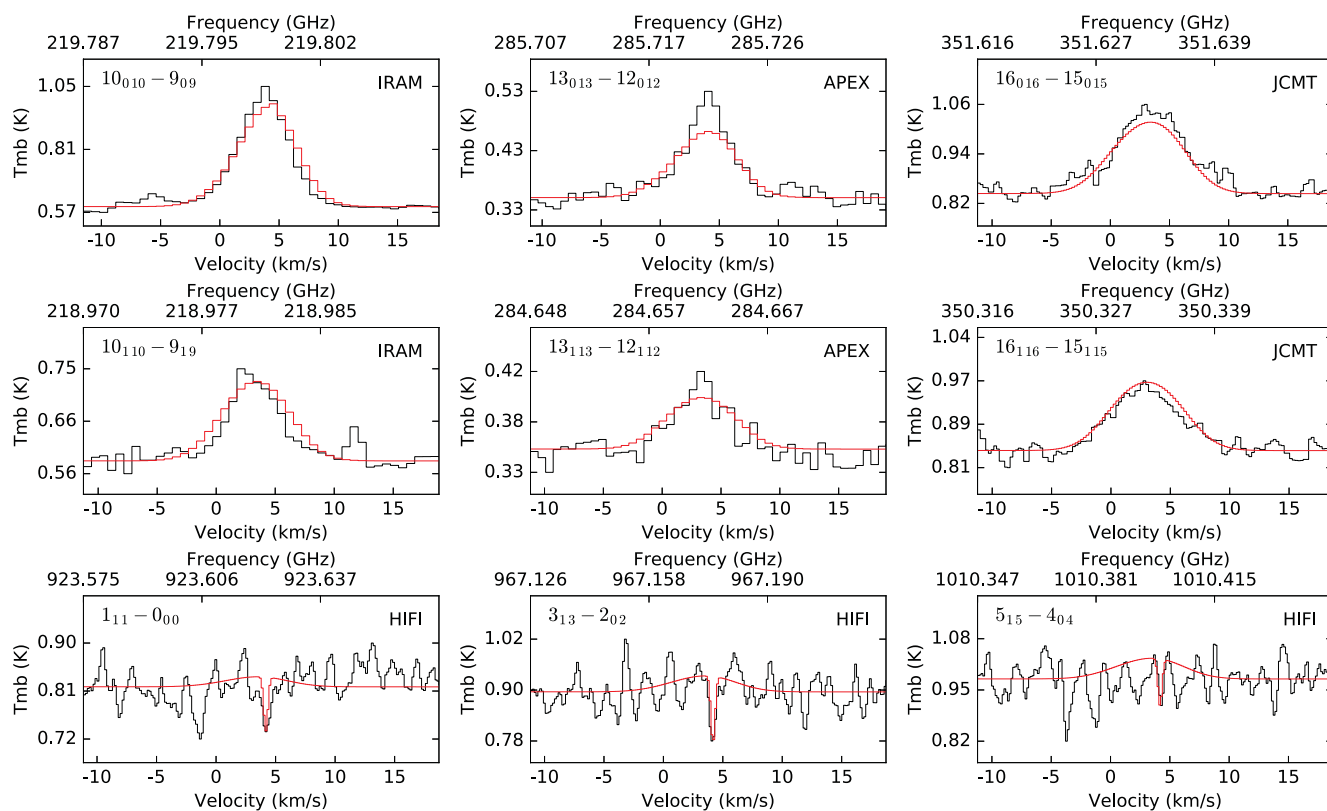 Frequency (GHz) Frequency (GHz) Frequency (GHz)
219.787 219.795 219.802 285.707 285.717 285.726 351.616 351.627 351.639
10₀₁₀ − 9₀₉ IRAM 13₀₁₃ − 12₀₁₂ APEX 16₀₁₆ − 15₀₁₅ JCMT
Tmb (K) 1.05 0.81 0.57 Tmb (K) 0.53 0.43 0.33 Tmb (K) 1.06 0.94 0.82
-10 -5 0 5 10 15 -10 -5 0 5 10 15 -10 -5 0 5 10 15
Velocity (km/s) Velocity (km/s) Velocity (km/s)
Frequency (GHz) Frequency (GHz) Frequency (GHz)
218.970 218.977 218.985 284.648 284.657 284.667 350.316 350.327 350.339
10₁₁₀ − 9₁₉ IRAM 13₁₁₃ − 12₁₁₂ APEX 16₁₁₆ − 15₁₁₅ JCMT
Tmb (K) 0.75 0.66 0.56 Tmb (K) 0.42 0.38 0.33 Tmb (K) 1.04 0.97 0.89 0.81
-10 -5 0 5 10 15 -10 -5 0 5 10 15 -10 -5 0 5 10 15
Velocity (km/s) Velocity (km/s) Velocity (km/s)
Frequency (GHz) Frequency (GHz) Frequency (GHz)
923.575 923.606 923.637 967.126 967.158 967.190 1010.347 1010.381 1010.415
1₁₁ − 0₀₀ HIFI 3₁₃ − 2₀₂ HIFI 5₁₅ − 4₀₄ HIFI
Tmb (K) 0.90 0.81 0.72 Tmb (K) 1.02 0.90 0.78 Tmb (K) 1.08 0.95 0.82
-10 -5 0 5 10 15 -10 -5 0 5 10 15 -10 -5 0 5 10 15
Velocity (km/s) Velocity (km/s) Velocity (km/s)